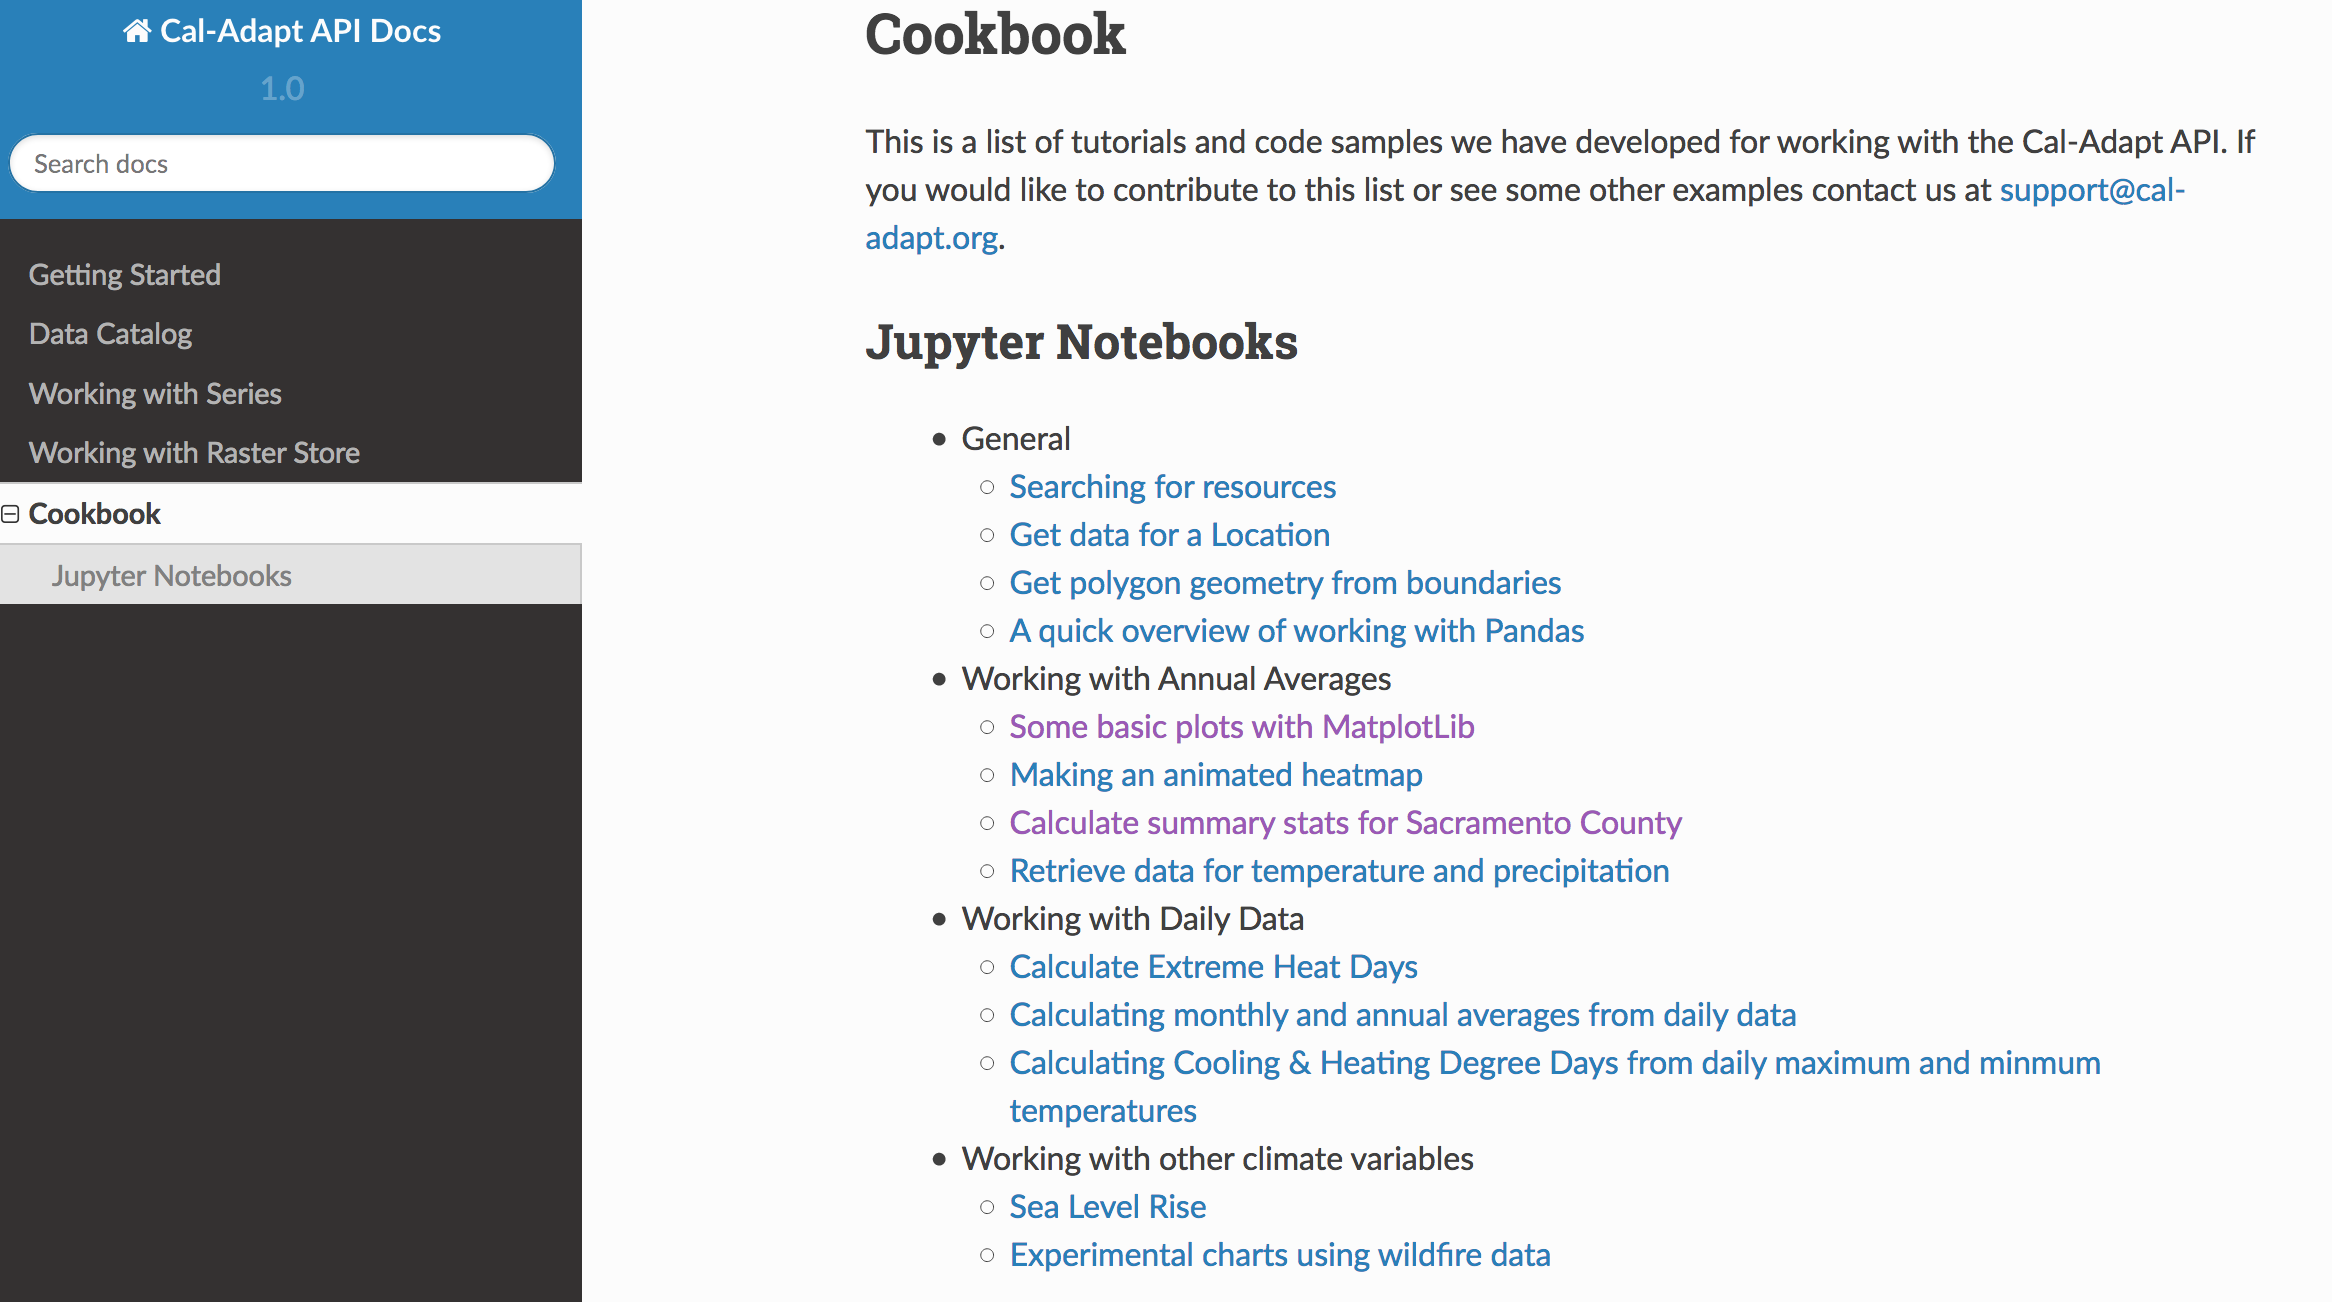 Cal-Adapt API Docs
1.0
Search docs
Getting Started
Data Catalog
Working with Series
Working with Raster Store
Cookbook
Jupyter Notebooks
Cookbook
This is a list of tutorials and code samples we have developed for working with the Cal-Adapt API. If
you would like to contribute to this list or see some other examples contact us at support@cal-
adapt.org.
Jupyter Notebooks
General
Searching for resources
Get data for a Location
Get polygon geometry from boundaries
A quick overview of working with Pandas
Working with Annual Averages
Some basic plots with MatplotLib
Making an animated heatmap
Calculate summary stats for Sacramento County
Retrieve data for temperature and precipitation
Working with Daily Data
Calculate Extreme Heat Days
Calculating monthly and annual averages from daily data
Calculating Cooling & Heating Degree Days from daily maximum and minmum
temperatures
Working with other climate variables
Sea Level Rise
Experimental charts using wildfire data